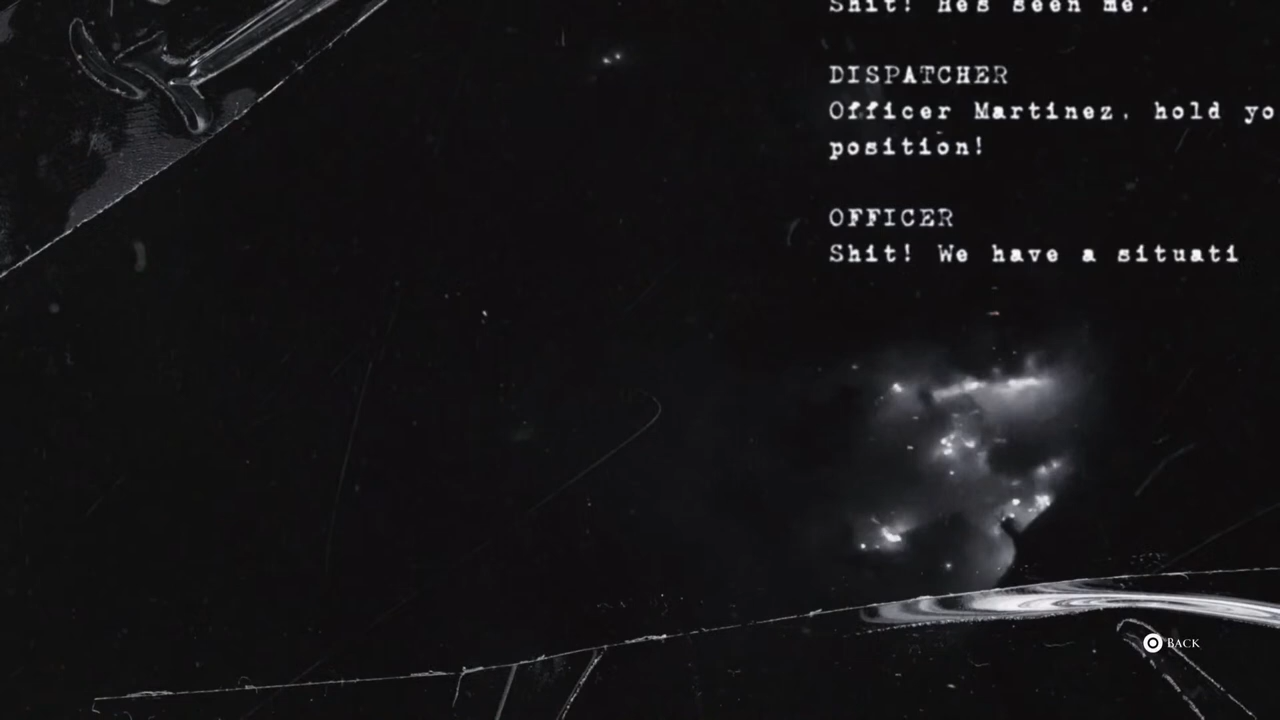 Shit! He's seen me.
DISPATCHER
Officer Martinez, hold yo
position!
OFFICER
Shit! We have a situati
BACK